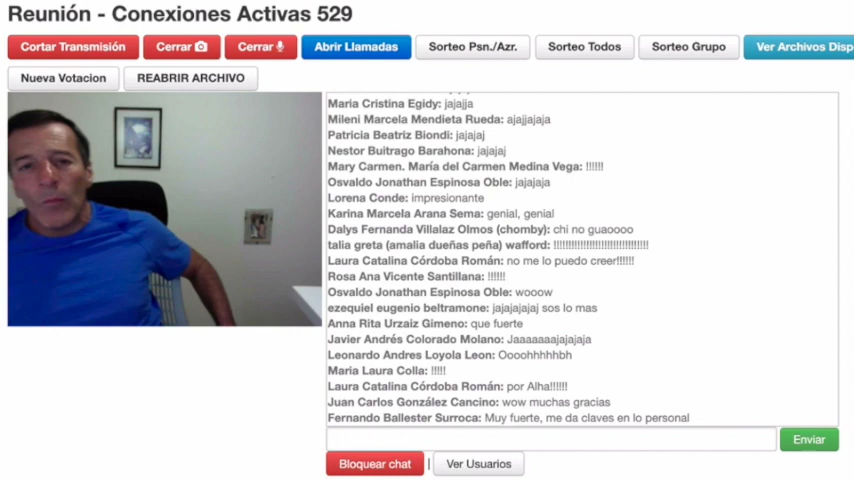 Reunión - Conexiones Activas 529
Cortar Transmisión Cerrar Cerrar Abrir Llamadas Sorteo Psn./Azr. Sorteo Todos Sorteo Grupo Ver Archivos Disp
Nueva Votacion REABRIR ARCHIVO
Maria Cristina Egidy: jajajja
Mileni Marcela Mendieta Rueda: ajajjajaja
Patricia Beatriz Biondi: jajajaj
Nestor Buitrago Barahona: jajajaj
Mary Carmen. María del Carmen Medina Vega: !!!!!!
Osvaldo Jonathan Espinosa Oble: jajajaja
Lorena Conde: impresionante
Karina Marcela Arana Sema: genial, genial
Dalys Fernanda Villalaz Olmos (chomby): chi no guaoooo
talia greta (amalia dueñas peña) wafford: !!!!!!!!!!!!!!!!!!!!!!!!!!!!!!!!!!
Laura Catalina Córdoba Román: no me lo puedo creer!!!!!!
Rosa Ana Vicente Santillana: !!!!!!
Osvaldo Jonathan Espinosa Oble: wooow
ezequiel eugenio beltramone: jajajajajaj sos lo mas
Anna Rita Urzaiz Gimeno: que fuerte
Javier Andrés Colorado Molano: Jaaaaaaajajajaja
Leonardo Andres Loyola Leon: Oooohhhhhbh
Maria Laura Colla: !!!!!
Laura Catalina Córdoba Román: por Alha!!!!!!
Juan Carlos González Cancino: wow muchas gracias
Fernando Ballester Surroca: Muy fuerte, me da claves en lo personal
Enviar
Bloquear chat | Ver Usuarios